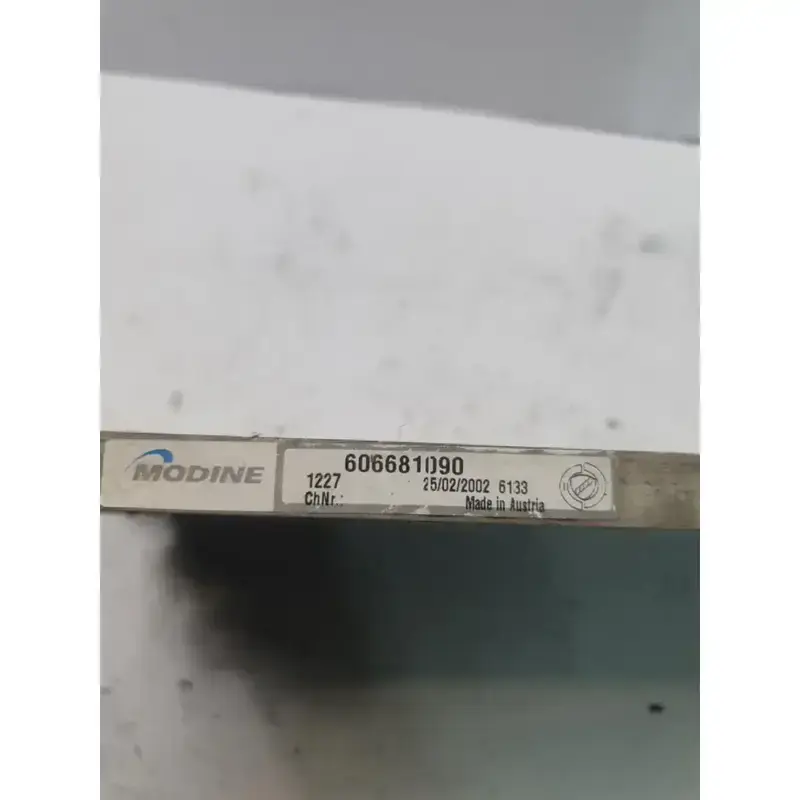 MODINE
606681090
1227 25/02/2002 6133
ChNr.: Made in Austria